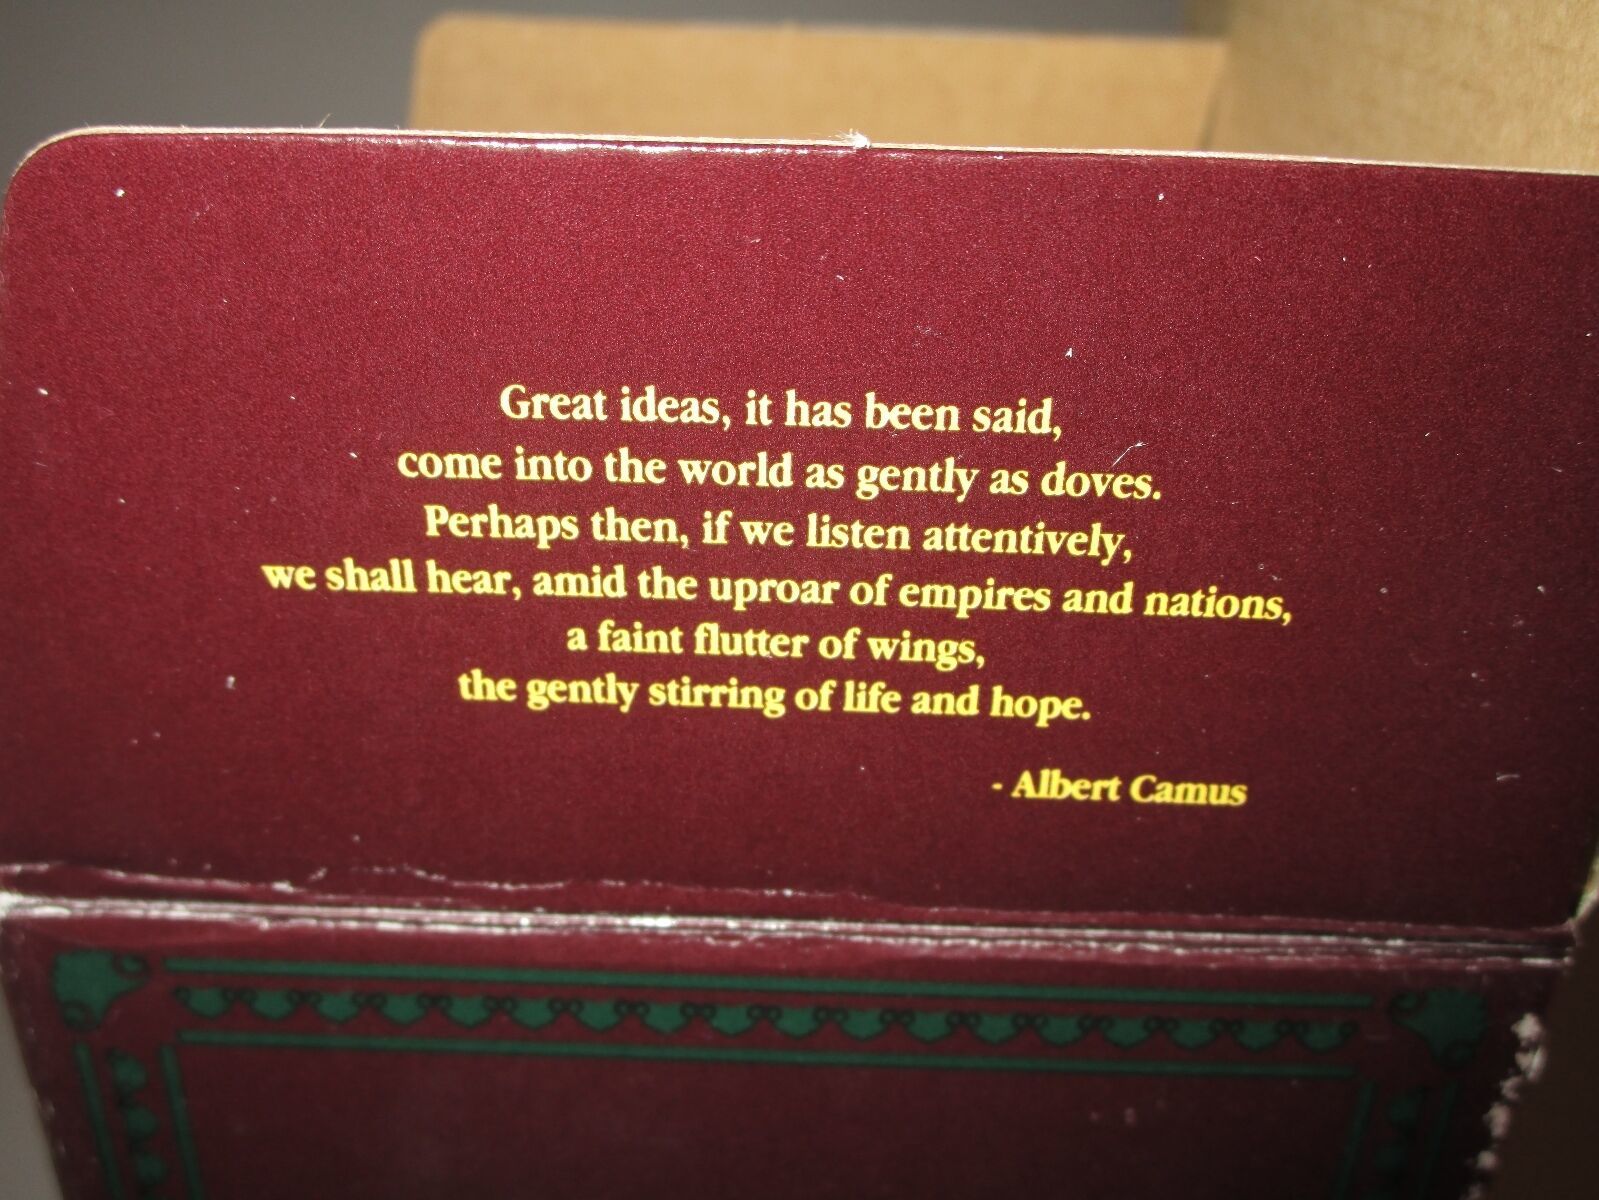 Great ideas, it has been said,
come into the world as gently as doves.
Perhaps then, if we listen attentively,
we shall hear, amid the uproar of empires and nations,
a faint flutter of wings,
the gently stirring of life and hope.
- Albert Camus